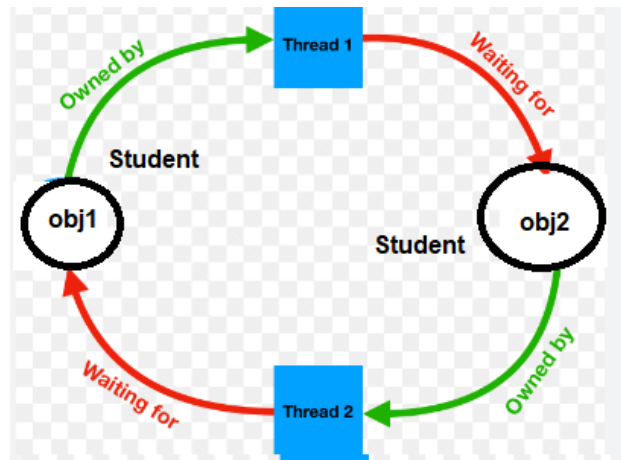 Thread 1
Owned by
Waiting for
Student
obj1
obj2
Student
Waiting for
Owned by
Thread 2